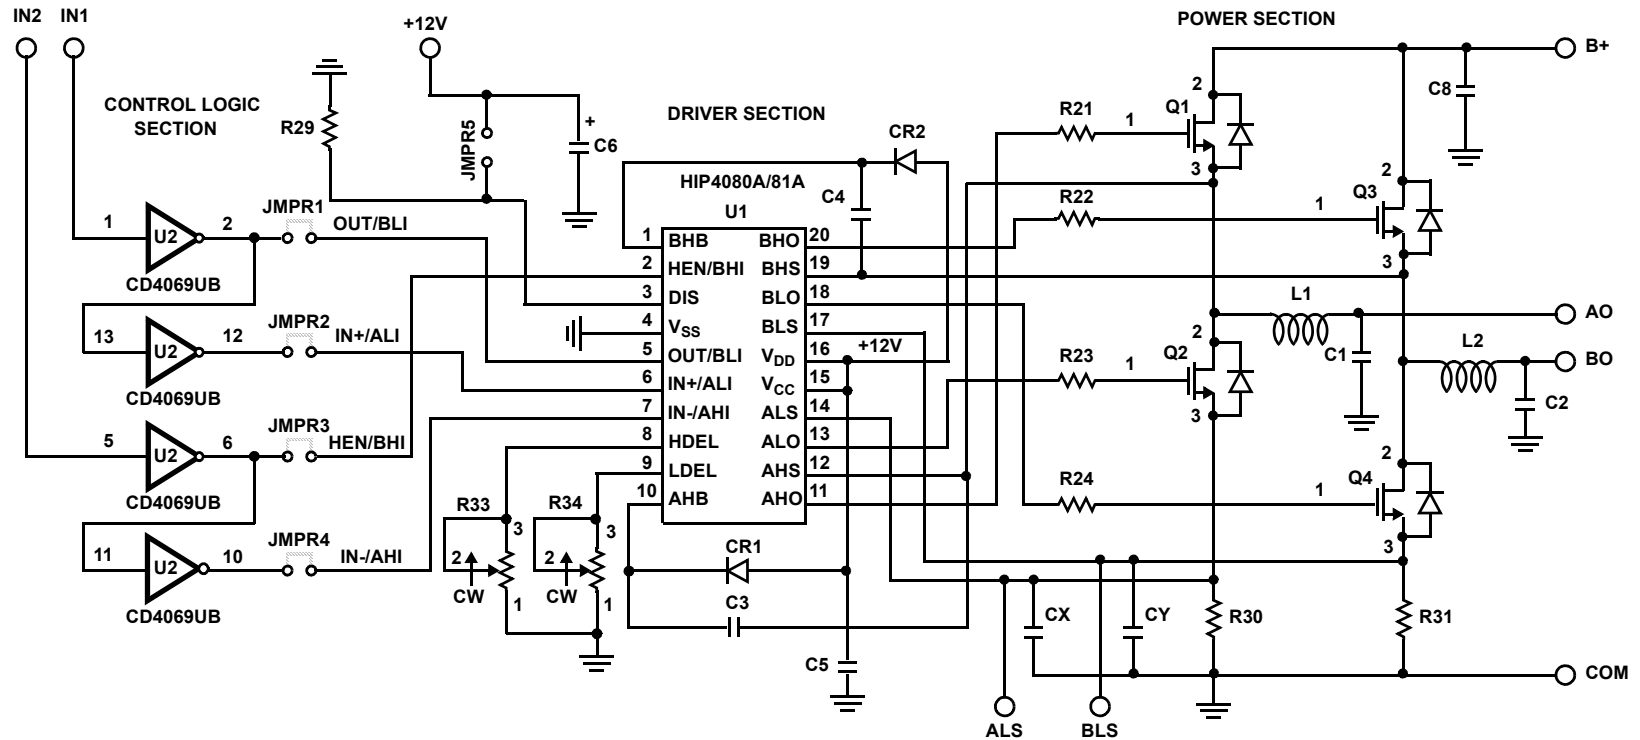 IN2 IN1
+12V
POWER SECTION
B+
CONTROL LOGIC
SECTION
R29
JMPR5
+
C6
DRIVER SECTION
CR2
C4
HIP4080A/81A
U1
R21
1
Q1
2
3
C8
R22
1
Q3
2
3
1
U2
2
JMPR1
OUT/BLI
CD4069UB
13
U2
12
JMPR2
IN+/ALI
CD4069UB
5
U2
6
JMPR3
HEN/BHI
CD4069UB
11
U2
10
JMPR4
IN-/AHI
CD4069UB
1 BHB BHO 20
2 HEN/BHI BHS 19
3 DIS BLO 18
4 VSS BLS 17
5 OUT/BLI VDD 16
6 IN+/ALI VCC 15
7 IN-/AHI ALS 14
8 HDEL ALO 13
9 LDEL AHS 12
10 AHB AHO 11
+12V
L1
AO
C1
L2
BO
C2
R23
1
Q2
2
3
R24
1
Q4
2
3
R33
3
2
CW
1
R34
3
2
CW
1
CR1
C3
C5
CX
CY
R30
R31
COM
ALS
BLS